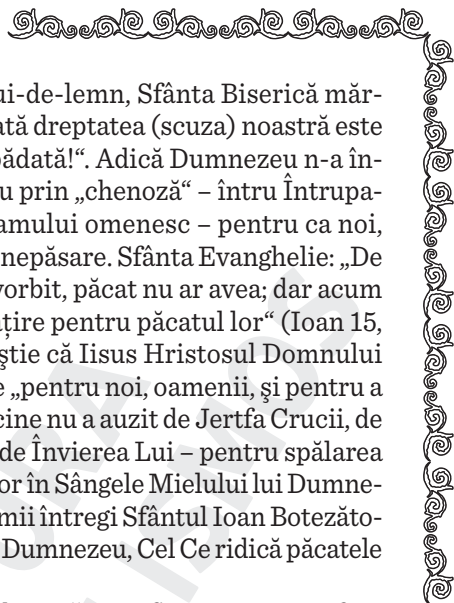 ui-de-lemn, Sfânta Biserică măr-
ată dreptatea (scuza) noastră este
pădată!“. Adică Dumnezeu n-a în-
u prin „chenoză“ – întru Întrupa-
amului omenesc – pentru ca noi,
nepăsare. Sfânta Evanghelie: „De
vorbit, păcat nu ar avea; dar acum
ățire pentru păcatul lor“ (Ioan 15,
ştie că Iisus Hristosul Domnului
e „pentru noi, oamenii, şi pentru a
cine nu a auzit de Jertfa Crucii, de
de Învierea Lui – pentru spălarea
or în Sângele Mielului lui Dumne-
mii întregi Sfântul Ioan Botezăto-
Dumnezeu, Cel Ce ridică păcatele